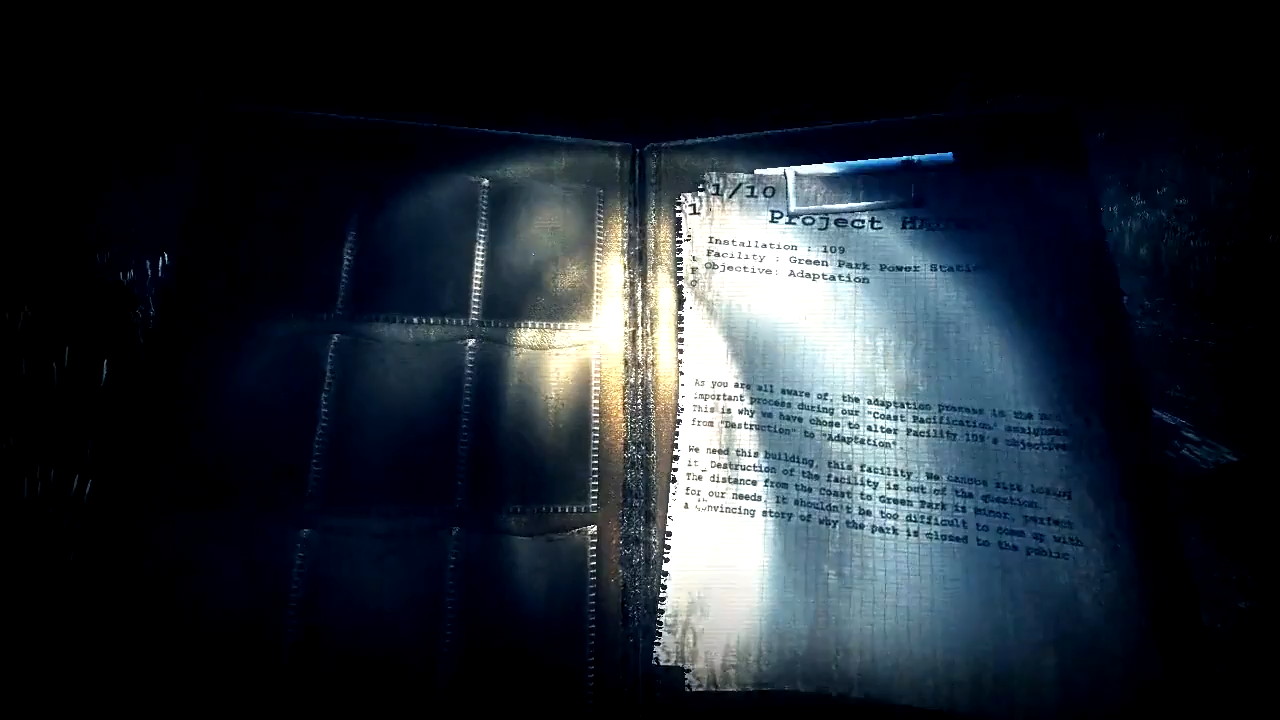 1/10
1
Project
Installation : 109
Facility : Green Park Power
Objective: Adaptation
As you are all aware of, the adaptation process is the
important process during our "Coast Pacification"
This is why we have chose to alter Facility 109's objective
from "Destruction" to "Adaptation"
We need this building, this facility. We cannot risk losing
it. Destruction of the facility is out of the question.
The distance from the Coast to Green Park is minor, perfect
for our needs. It shouldn't be too difficult to come up with
a convincing story of why the park is closed to the public